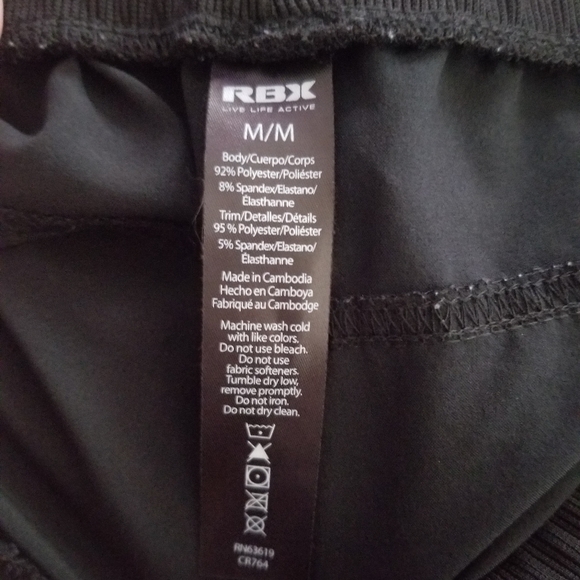 RBX
LIVE LIFE ACTIVE
M/M
Body/Cuerpo/Corps
92% Polyester/Poliéster
8% Spandex/Elastano/
Élasthanne
Trim/Detalles/Détails
95 % Polyester/Poliéster
5% Spandex/Elastano/
Élasthanne
Made in Cambodia
Hecho en Camboya
Fabriqué au Cambodge
Machine wash cold
with like colors.
Do not use bleach.
Do not use
fabric softeners.
Tumble dry low,
remove promptly.
Do not iron.
Do not dry clean.
RN63619
CR764